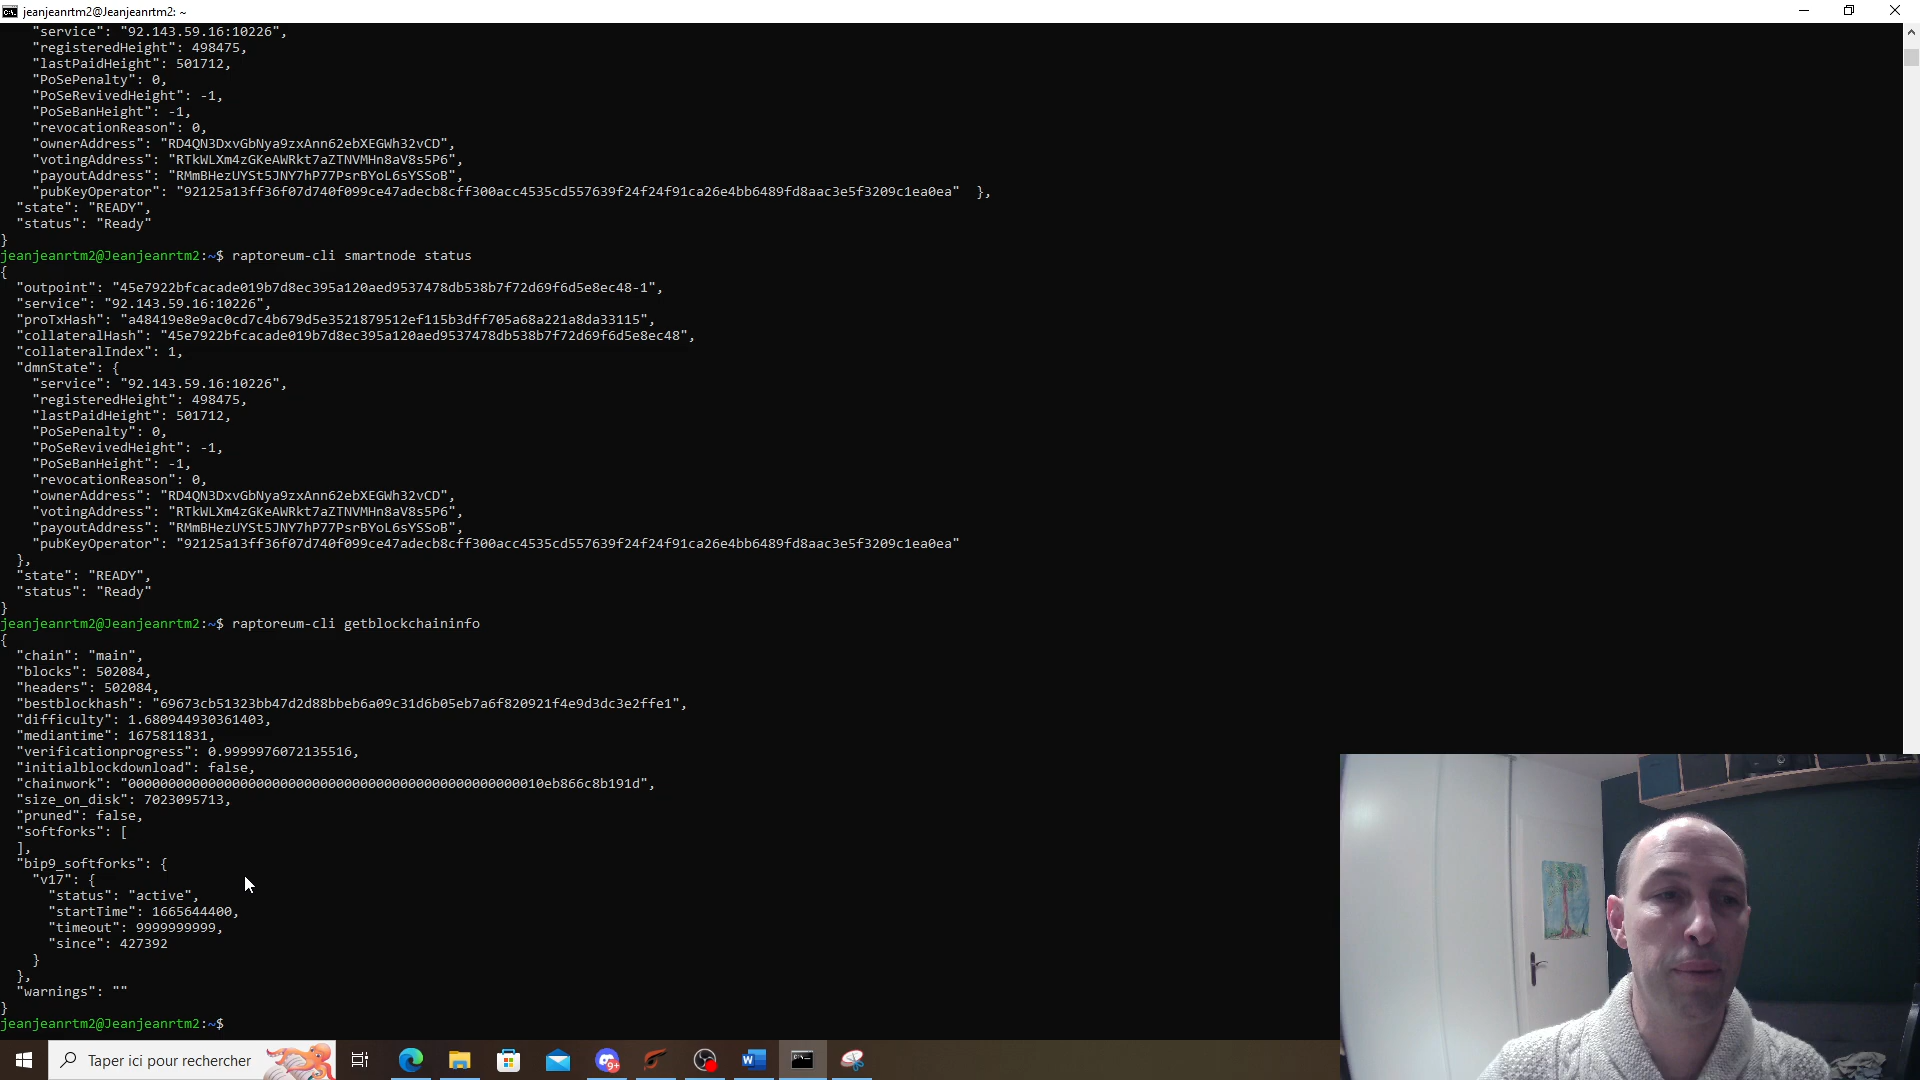 jeanjeanrtm2@Jeanjeanrtm2: ~
"service": "92.143.59.16:10226",
"registeredHeight": 498475,
"lastPaidHeight": 501712,
"PoSePenalty": 0,
"PoSeRevivedHeight": -1,
"PoSeBanHeight": -1,
"revocationReason": 0,
"ownerAddress": "RD4QN3DxvGbNya9zxAnn62ebXEGWh32vCD",
"votingAddress": "RTkWLXm4zGKeAWRkt7aZTNVMHn8aV8s5P6",
"payoutAddress": "RMmBHezUYSt5JNY7hP77PsrBYoL6sYSSoB",
"pubKeyOperator": "92125a13ff36f07d740f099ce47adecb8cff300acc4535cd557639f24f24f91ca26e4bb6489fd8aac3e5f3209c1ea0ea"  },
"state": "READY",
"status": "Ready"
}
jeanjeanrtm2@Jeanjeanrtm2:~$ raptoreum-cli smartnode status
{
"outpoint": "45e7922bfcacade019b7d8ec395a120aed9537478db538b7f72d69f6d5e8ec48-1",
"service": "92.143.59.16:10226",
"proTxHash": "a48419e8e9ac0cd7c4b679d5e3521879512ef115b3dff705a68a221a8da33115",
"collateralHash": "45e7922bfcacade019b7d8ec395a120aed9537478db538b7f72d69f6d5e8ec48",
"collateralIndex": 1,
"dmnState": {
"service": "92.143.59.16:10226",
"registeredHeight": 498475,
"lastPaidHeight": 501712,
"PoSePenalty": 0,
"PoSeRevivedHeight": -1,
"PoSeBanHeight": -1,
"revocationReason": 0,
"ownerAddress": "RD4QN3DxvGbNya9zxAnn62ebXEGWh32vCD",
"votingAddress": "RTkWLXm4zGKeAWRkt7aZTNVMHn8aV8s5P6",
"payoutAddress": "RMmBHezUYSt5JNY7hP77PsrBYoL6sYSSoB",
"pubKeyOperator": "92125a13ff36f07d740f099ce47adecb8cff300acc4535cd557639f24f24f91ca26e4bb6489fd8aac3e5f3209c1ea0ea"
},
"state": "READY",
"status": "Ready"
}
jeanjeanrtm2@Jeanjeanrtm2:~$ raptoreum-cli getblockchaininfo
{
"chain": "main",
"blocks": 502084,
"headers": 502084,
"bestblockhash": "69673cb51323bb47d2d88bbeb6a09c31d6b05eb7a6f820921f4e9d3dc3e2ffe1",
"difficulty": 1.680944930361403,
"mediantime": 1675811831,
"verificationprogress": 0.9999976072135516,
"initialblockdownload": false,
"chainwork": "00000000000000000000000000000000000000000000000000010eb866c8b191d",
"size_on_disk": 7023095713,
"pruned": false,
"softforks": [
],
"bip9_softforks": {
"v17": {
"status": "active",
"startTime": 1665644400,
"timeout": 9999999999,
"since": 427392
}
},
"warnings": ""
}
jeanjeanrtm2@Jeanjeanrtm2:~$
Taper ici pour rechercher
9+